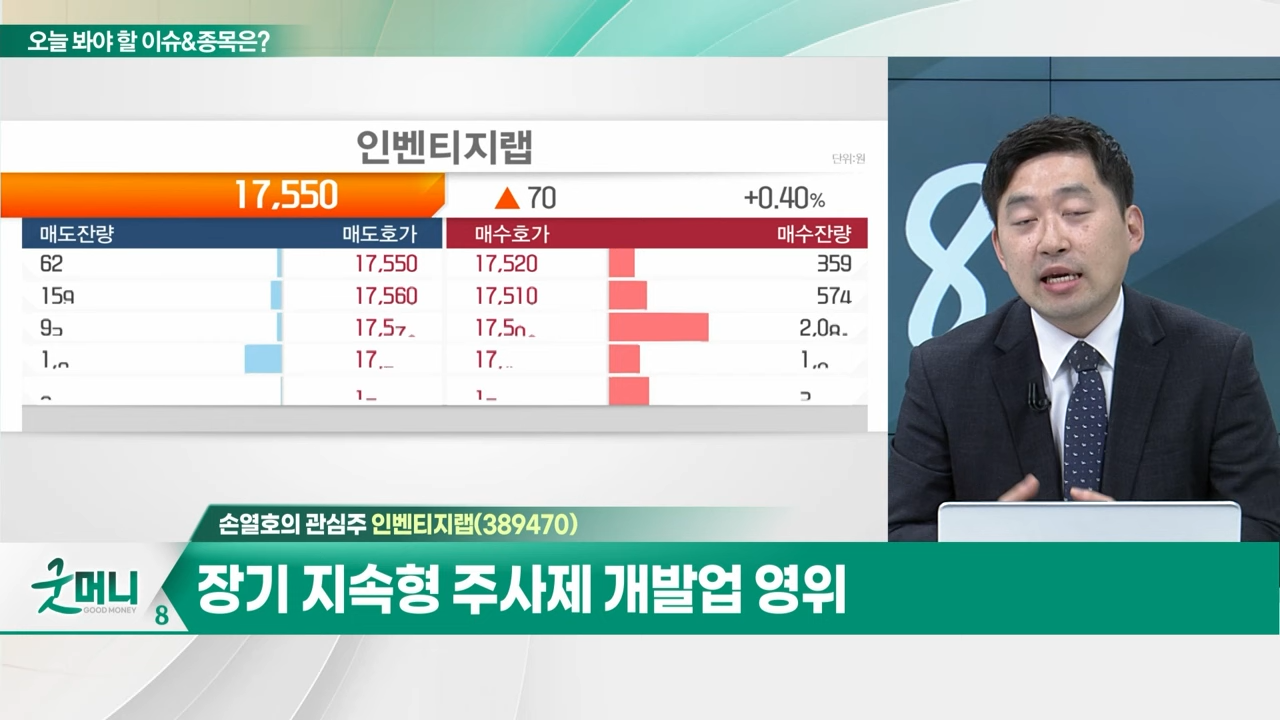 오늘 봐야 할 이슈&종목은?
인벤티지랩
단위:원
17,550 ▲ 70 +0.40%
매도잔량 매도호가 매수호가 매수잔량
62 17,550 17,520 359
159 17,560 17,510 574
8
손열호의 관심주 인벤티지랩(389470)
장기 지속형 주사제 개발업 영위
굿머니
GOOD MONEY
8